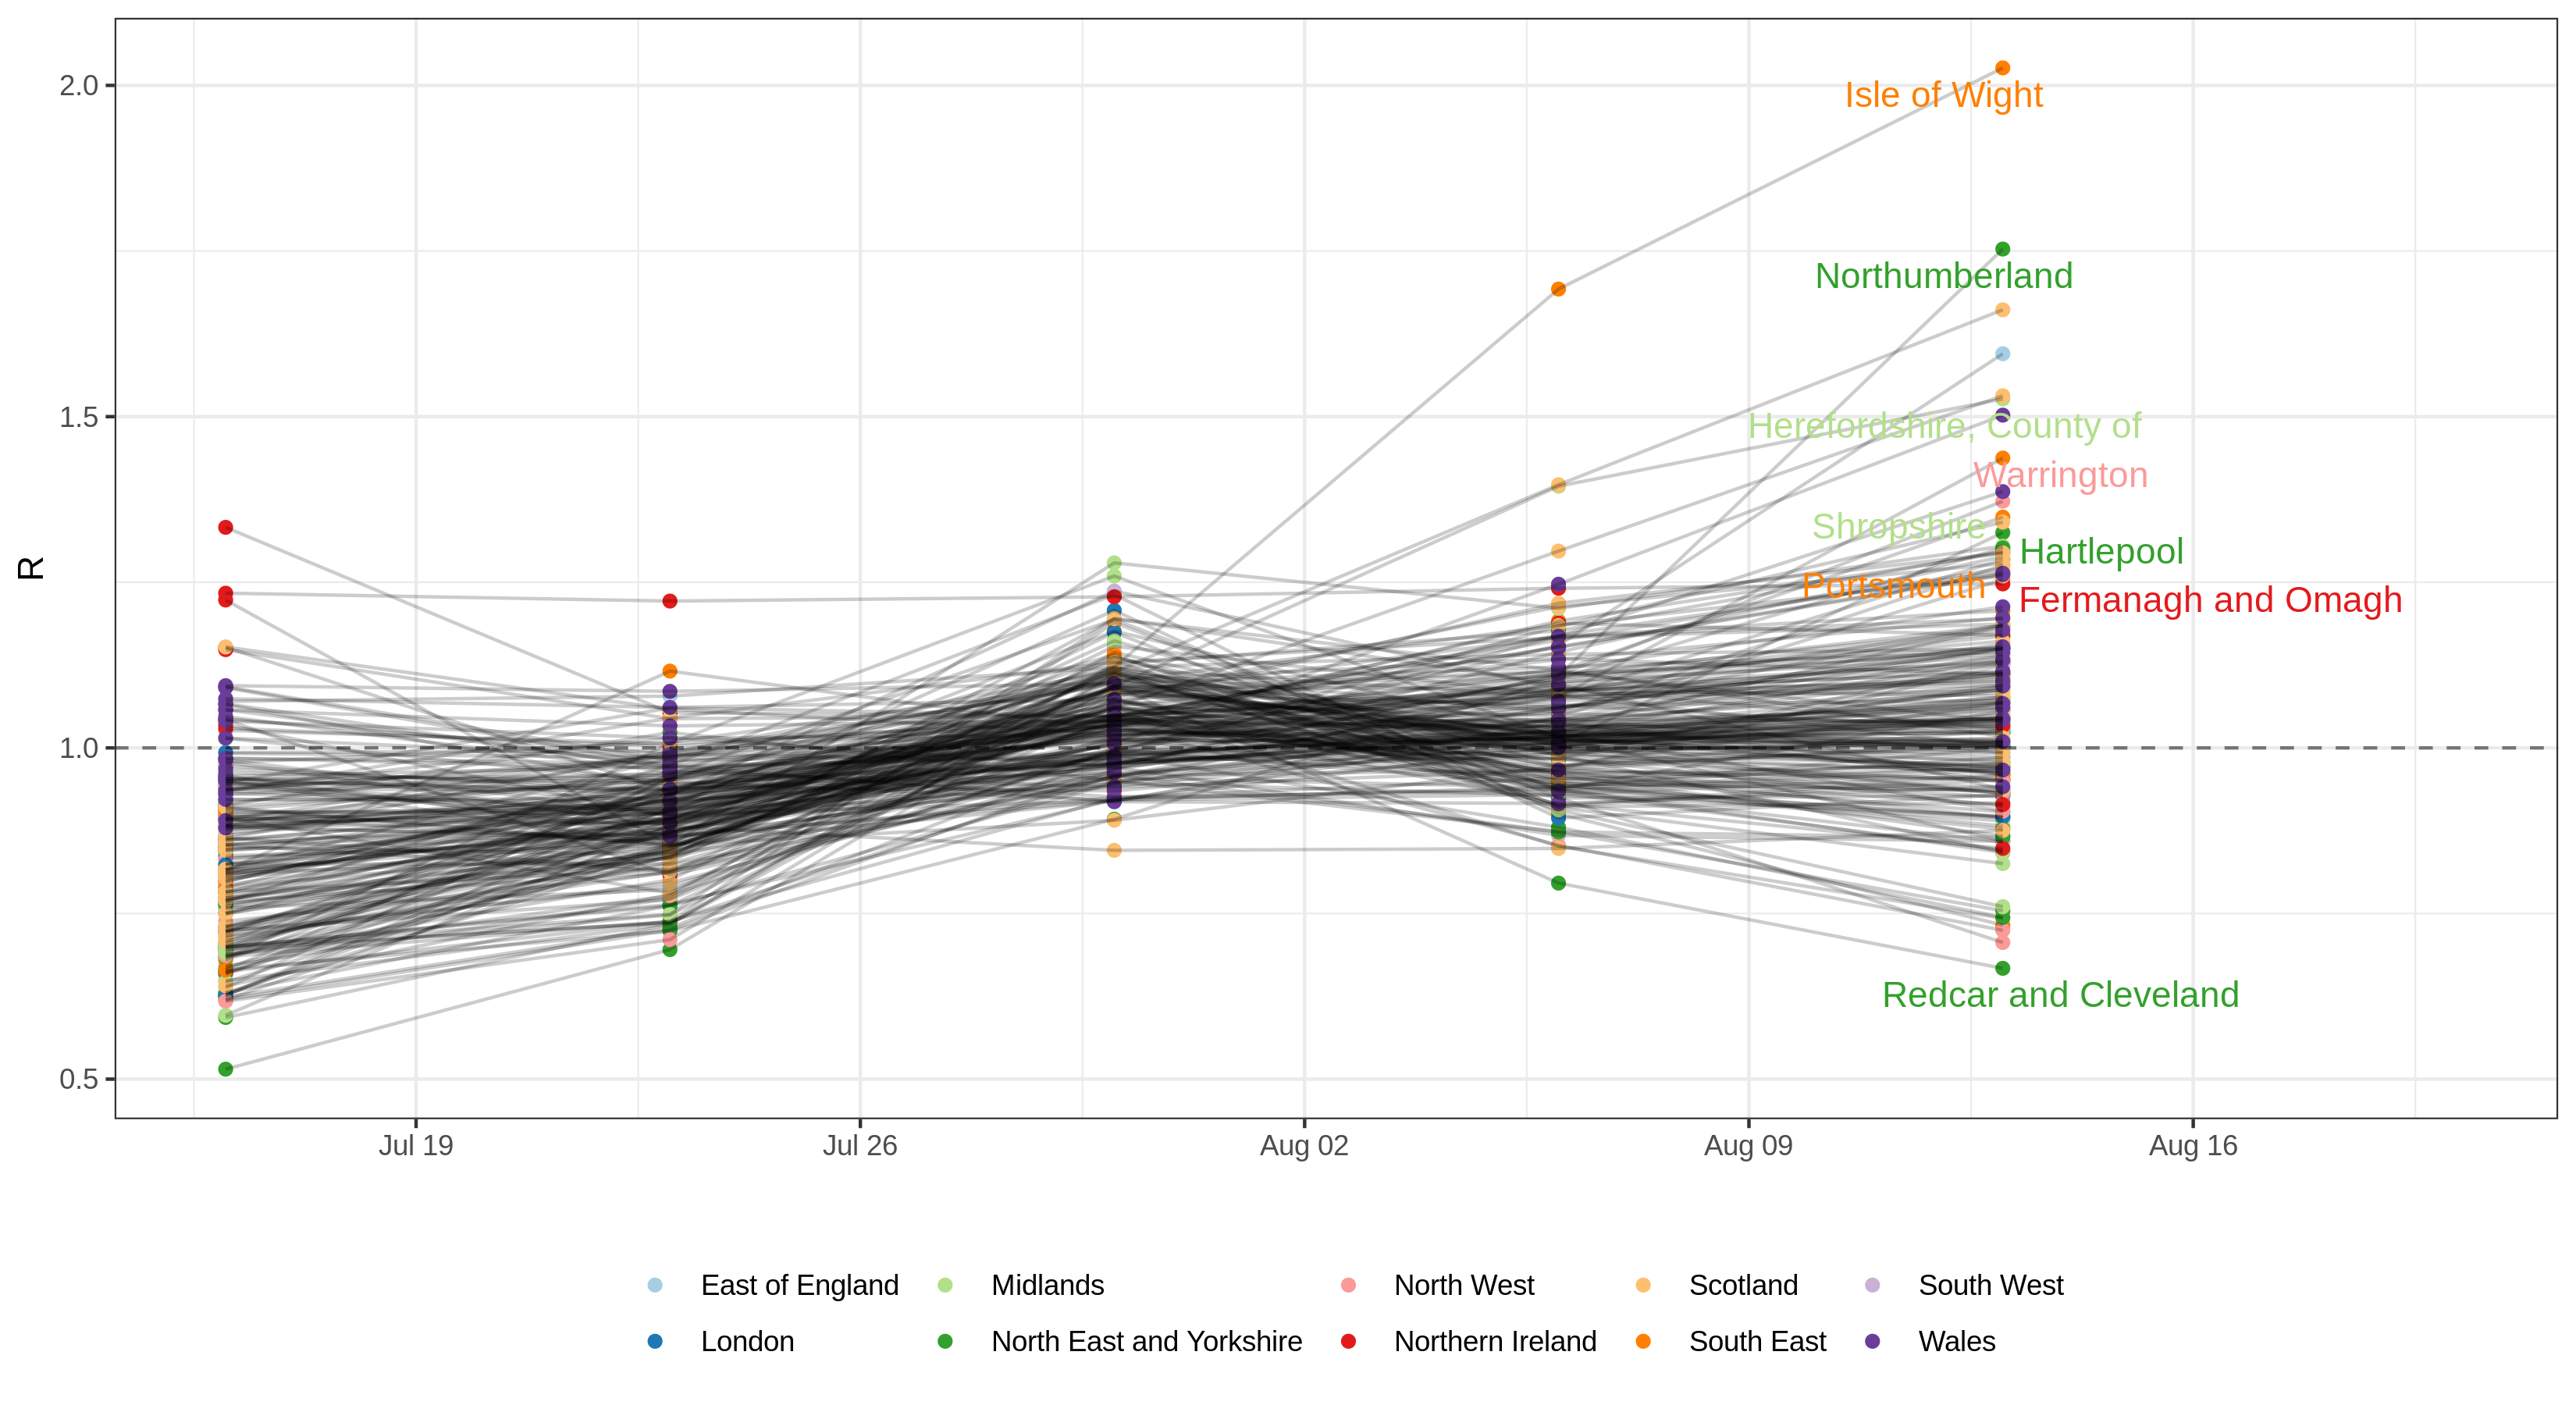 2.0
1.5
1.0
0.5
R
Isle of Wight
Northumberland
Herefordshire, County of
Warrington
Shropshire
Hartlepool
Portsmouth
Fermanagh and Omagh
Redcar and Cleveland
Jul 19
Jul 26
Aug 02
Aug 09
Aug 16
East of England
Midlands
North West
Scotland
South West
London
North East and Yorkshire
Northern Ireland
South East
Wales